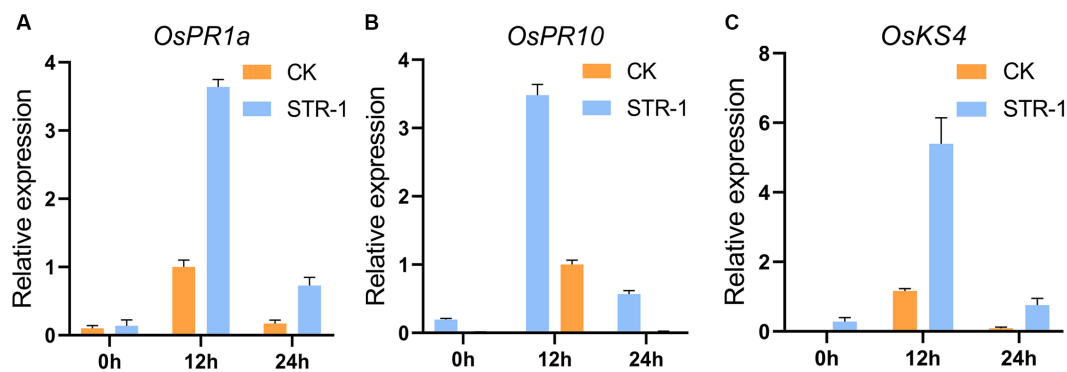 A
OsPR1a
Relative expression
4
3
2
1
0
0h 12h 24h
CK
STR-1
B
OsPR10
Relative expression
4
3
2
1
0
0h 12h 24h
CK
STR-1
C
OsKS4
Relative expression
8
6
4
2
0
0h 12h 24h
CK
STR-1